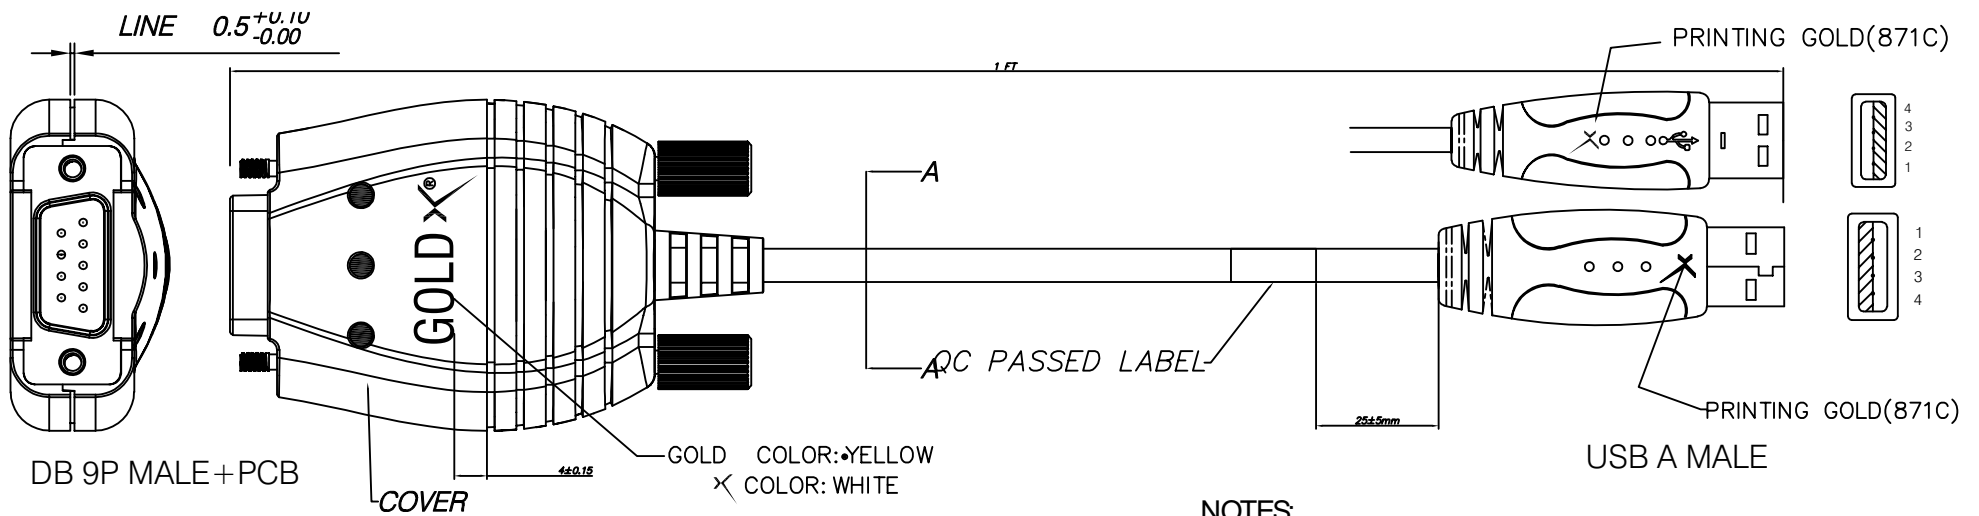 LINE 0.5 +0.10
-0.00
PRINTING GOLD(871C)
1 FT
4
3
2
1
A
GOLD X®
1
2
3
4
A
QC PASSED LABEL
25±5mm
PRINTING GOLD(871C)
DB 9P MALE+PCB
4±0.15
GOLD COLOR:•YELLOW
X COLOR: WHITE
USB A MALE
COVER
NOTES: